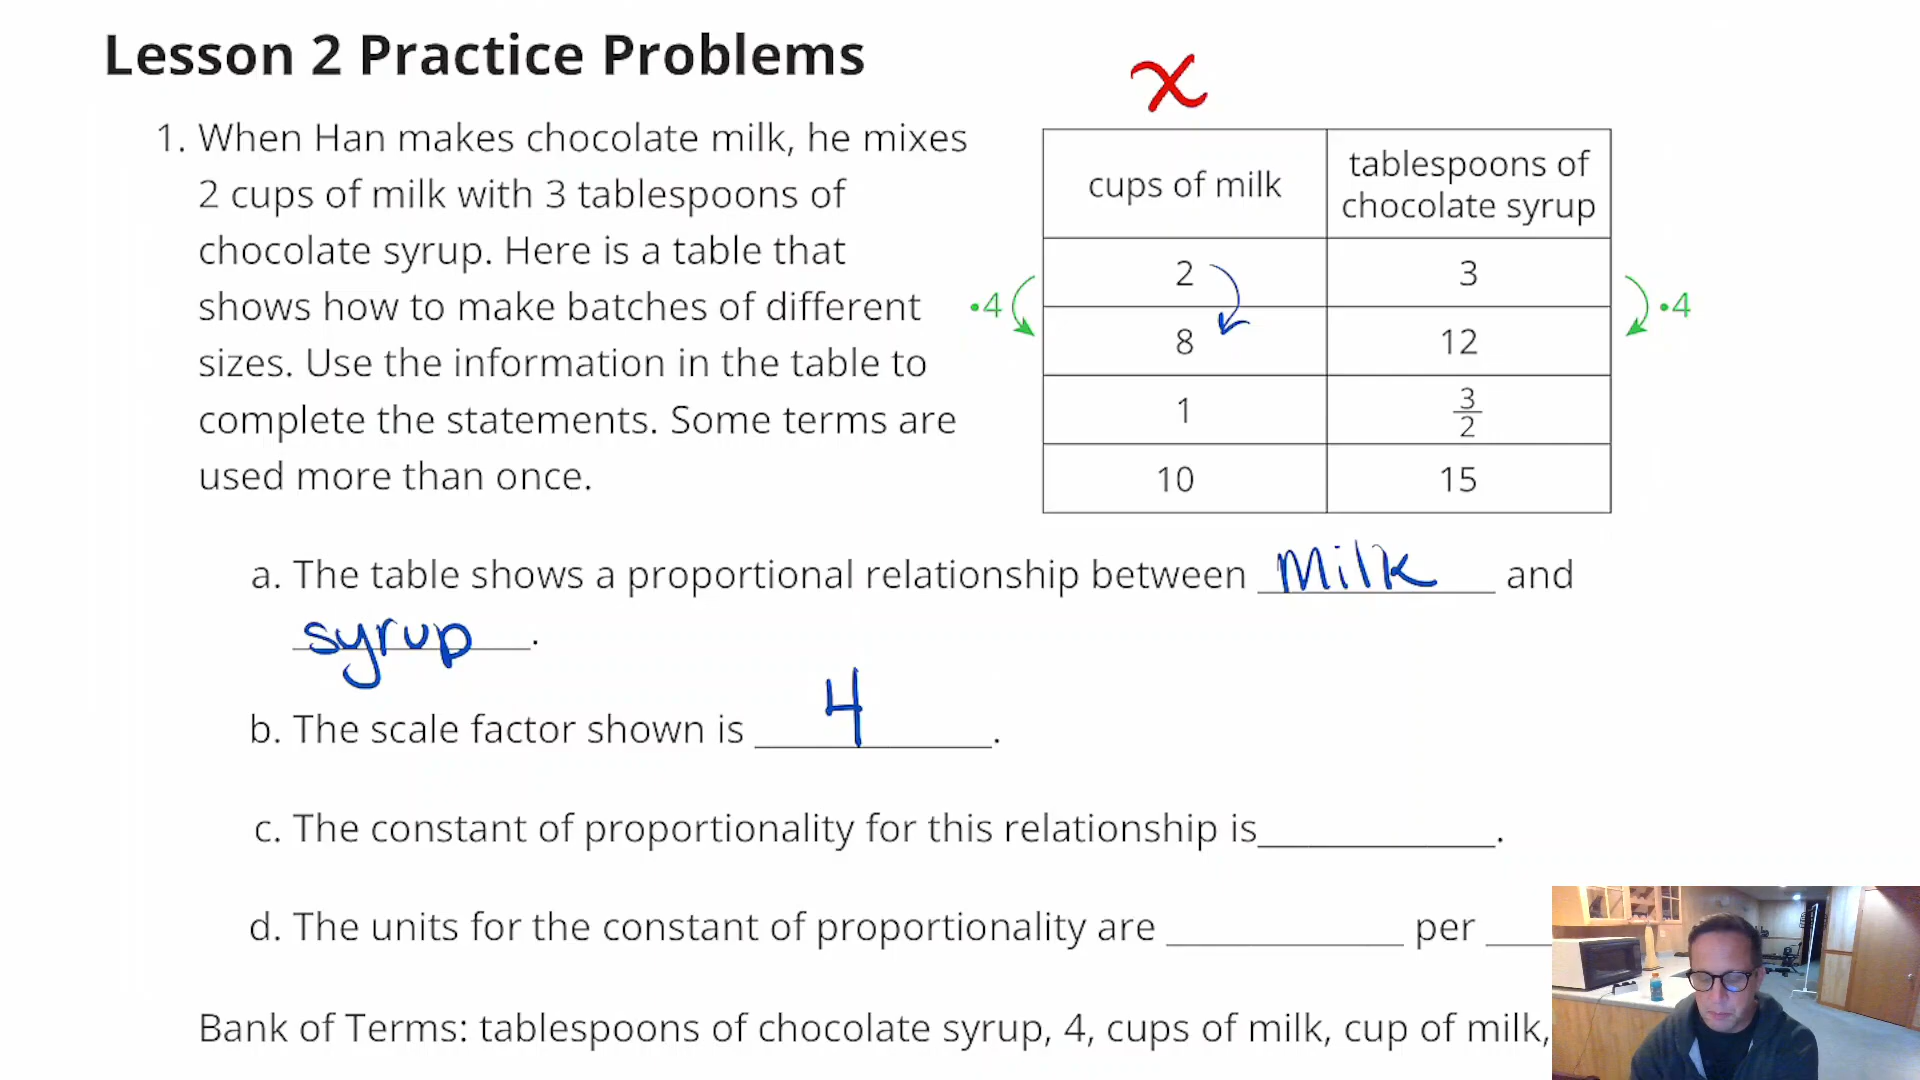 Lesson 2 Practice Problems
x
1. When Han makes chocolate milk, he mixes
2 cups of milk with 3 tablespoons of
chocolate syrup. Here is a table that
shows how to make batches of different
sizes. Use the information in the table to
complete the statements. Some terms are
used more than once.
cups of milk tablespoons of chocolate syrup
2 3
•4 •4
8 12
1 3/2
10 15
a. The table shows a proportional relationship between Milk and
syrup.
b. The scale factor shown is 4.
c. The constant of proportionality for this relationship is____________.
d. The units for the constant of proportionality are ____________ per ___
Bank of Terms: tablespoons of chocolate syrup, 4, cups of milk, cup of milk,